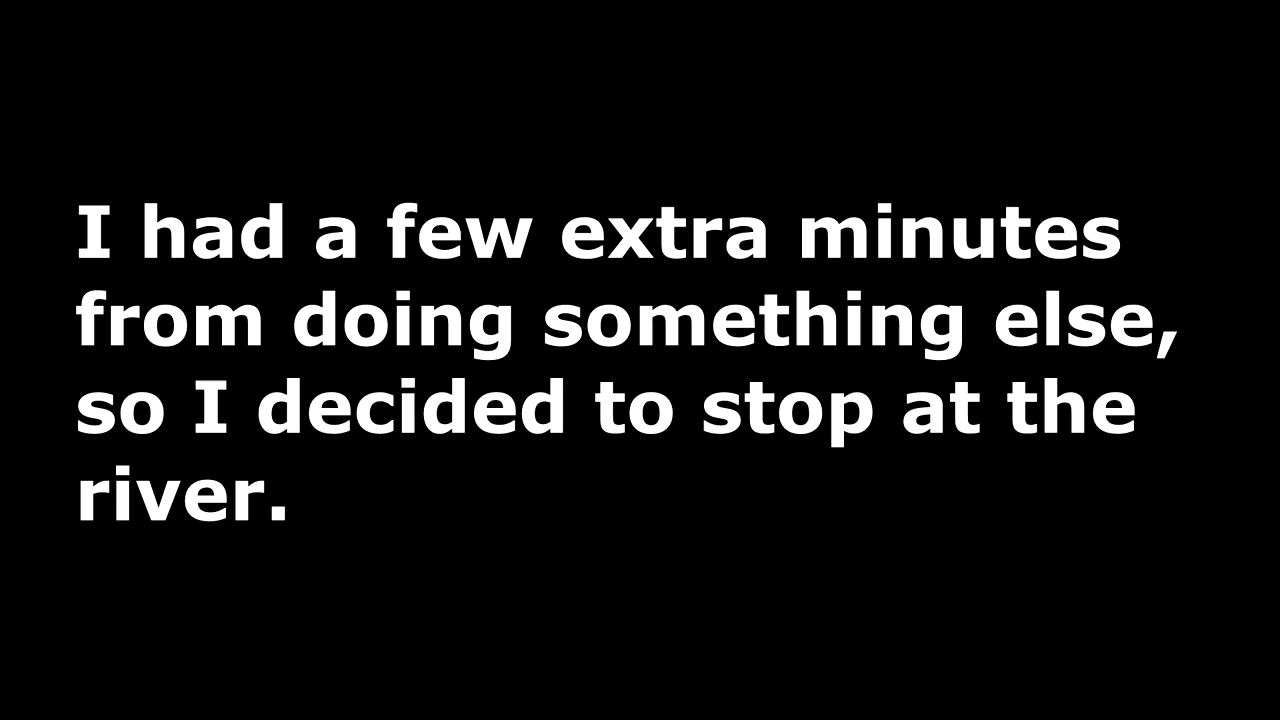 I had a few extra minutes
from doing something else,
so I decided to stop at the
river.